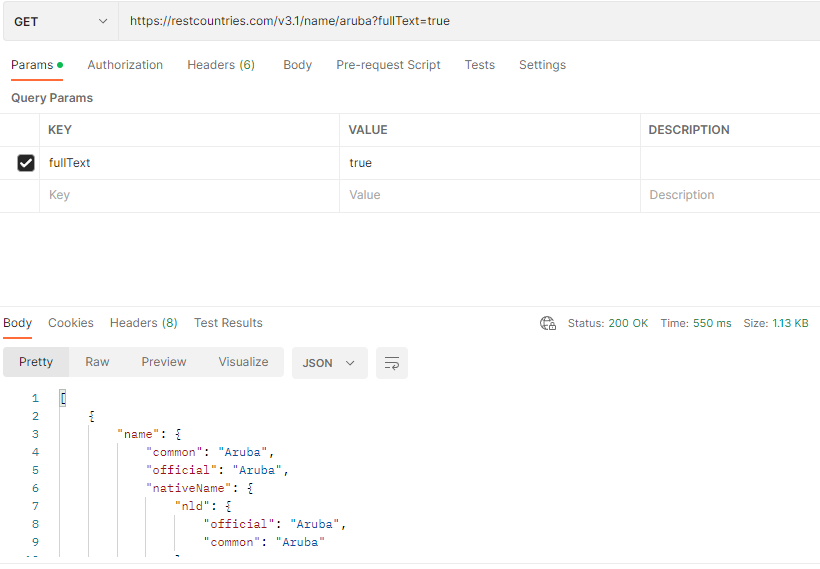 GET https://restcountries.com/v3.1/name/aruba?fullText=true
Params Authorization Headers (6) Body Pre-request Script Tests Settings
Query Params
KEY VALUE DESCRIPTION
fullText true
Key Value Description
Body Cookies Headers (8) Test Results Status: 200 OK Time: 550 ms Size: 1.13 KB
Pretty Raw Preview Visualize JSON
1 [
2 {
3 "name": {
4 "common": "Aruba",
5 "official": "Aruba",
6 "nativeName": {
7 "nld": {
8 "official": "Aruba",
9 "common": "Aruba"